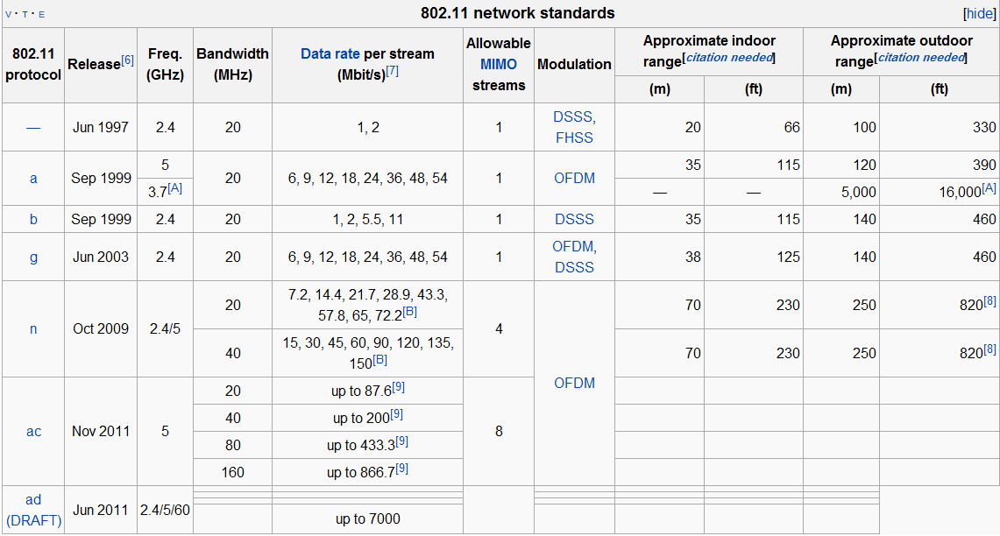 V · T · E
802.11 network standards
[hide]
802.11 protocol
Release[6]
Freq. (GHz)
Bandwidth (MHz)
Data rate per stream (Mbit/s)[7]
Allowable MIMO streams
Modulation
Approximate indoor range[citation needed]
Approximate outdoor range[citation needed]
(m) (ft) (m) (ft)
— Jun 1997 2.4 20 1, 2 1 DSSS, FHSS 20 66 100 330
a Sep 1999 5 20 6, 9, 12, 18, 24, 36, 48, 54 1 OFDM 35 115 120 390
3.7[A] — — 5,000 16,000[A]
b Sep 1999 2.4 20 1, 2, 5.5, 11 1 DSSS 35 115 140 460
g Jun 2003 2.4 20 6, 9, 12, 18, 24, 36, 48, 54 1 OFDM, DSSS 38 125 140 460
n Oct 2009 2.4/5 20 7.2, 14.4, 21.7, 28.9, 43.3, 57.8, 65, 72.2[B] 4 OFDM 70 230 250 820[8]
40 15, 30, 45, 60, 90, 120, 135, 150[B] 70 230 250 820[8]
ac Nov 2011 5 20 up to 87.6[9] 8
40 up to 200[9]
80 up to 433.3[9]
160 up to 866.7[9]
ad (DRAFT) Jun 2011 2.4/5/60 up to 7000